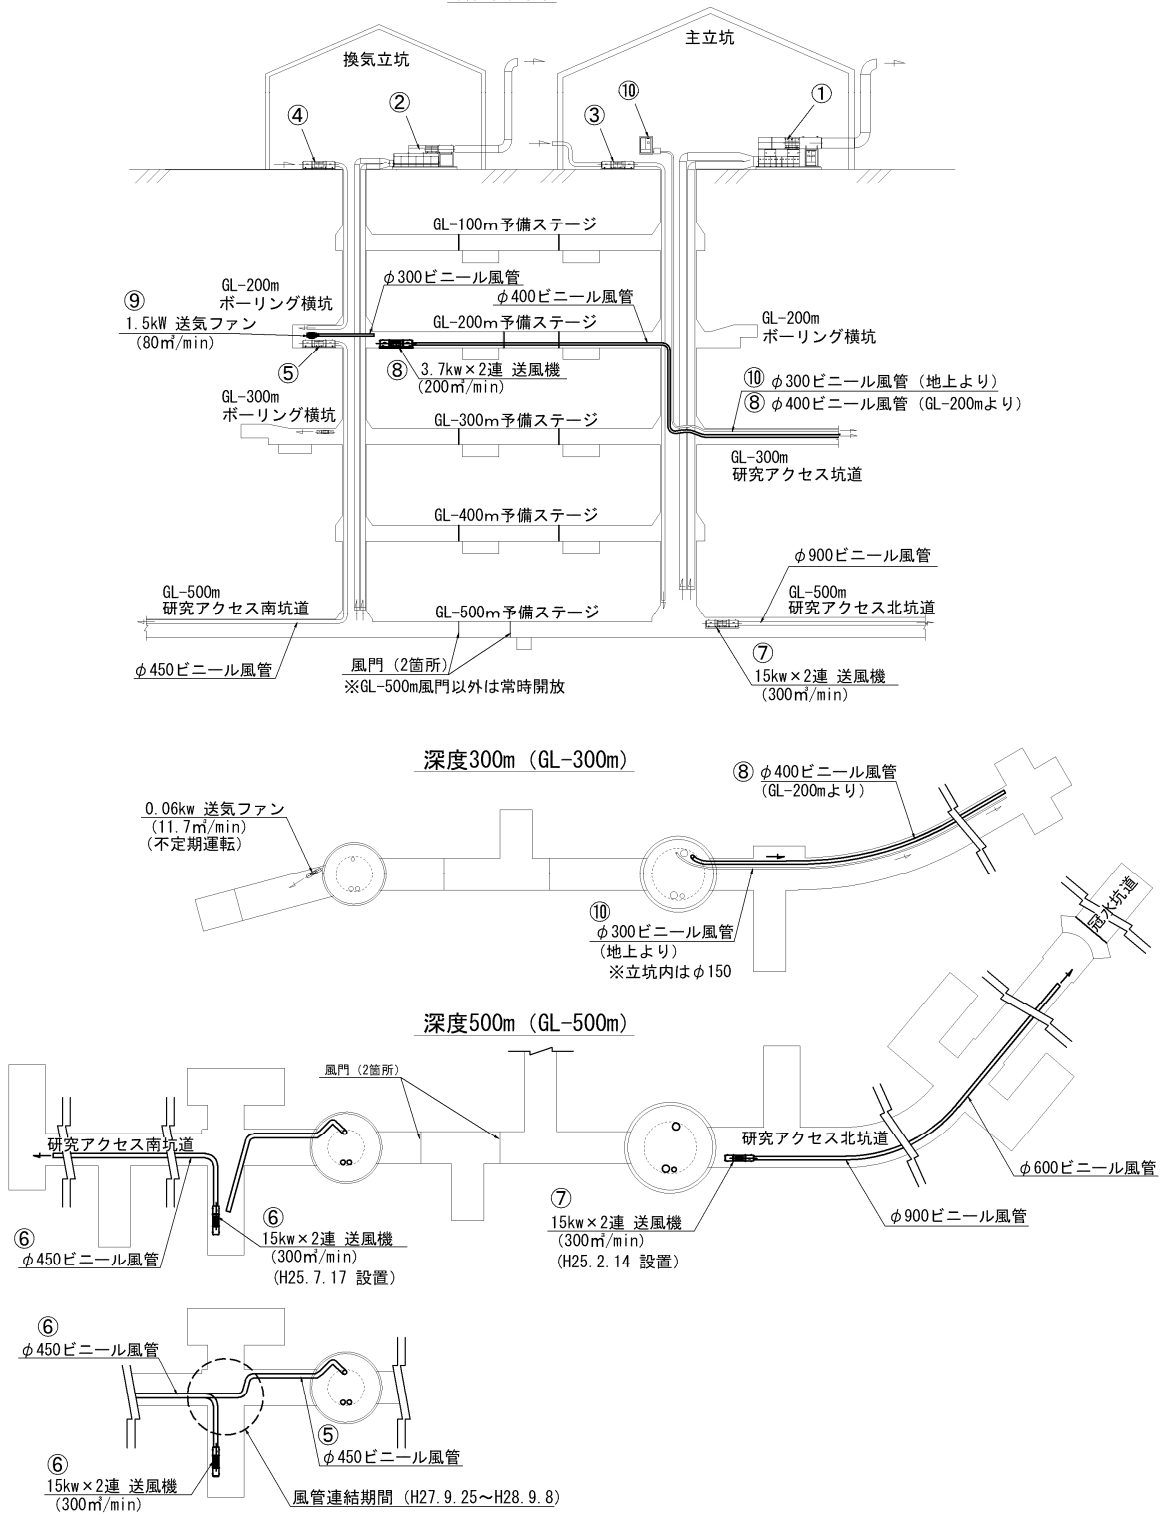 換気立坑
主立坑
④
②
③
⑩
①
GL-100m予備ステージ
φ300ビニール風管
GL-200m
ボーリング横坑
φ400ビニール風管
⑨
1.5kW 送気ファン
(80㎥/min)
GL-200m予備ステージ
GL-200m
ボーリング横坑
⑤
⑧
3.7kw×2連 送風機
(200㎥/min)
⑩ φ300ビニール風管 (地上より)
⑧ φ400ビニール風管 (GL-200mより)
GL-300m
ボーリング横坑
GL-300m予備ステージ
GL-300m
研究アクセス坑道
GL-400m予備ステージ
φ900ビニール風管
GL-500m
研究アクセス南坑道
GL-500m
研究アクセス北坑道
GL-500m予備ステージ
φ450ビニール風管
風門 (2箇所)
※GL-500m風門以外は常時開放
⑦
15kw×2連 送風機
(300㎥/min)
深度300m (GL-300m)
⑧ φ400ビニール風管
(GL-200mより)
0.06kw 送気ファン
(11.7㎥/min)
(不定期運転)
⑩
φ300ビニール風管
(地上より)
※立坑内はφ150
冠水坑道
深度500m (GL-500m)
風門 (2箇所)
研究アクセス南坑道
研究アクセス北坑道
φ600ビニール風管
⑥
φ450ビニール風管
⑥
15kw×2連 送風機
(300㎥/min)
(H25.7.17 設置)
⑦
15kw×2連 送風機
(300㎥/min)
(H25.2.14 設置)
φ900ビニール風管
⑥
φ450ビニール風管
⑤
φ450ビニール風管
⑥
15kw×2連 送風機
(300㎥/min)
風管連結期間 (H27.9.25～H28.9.8)